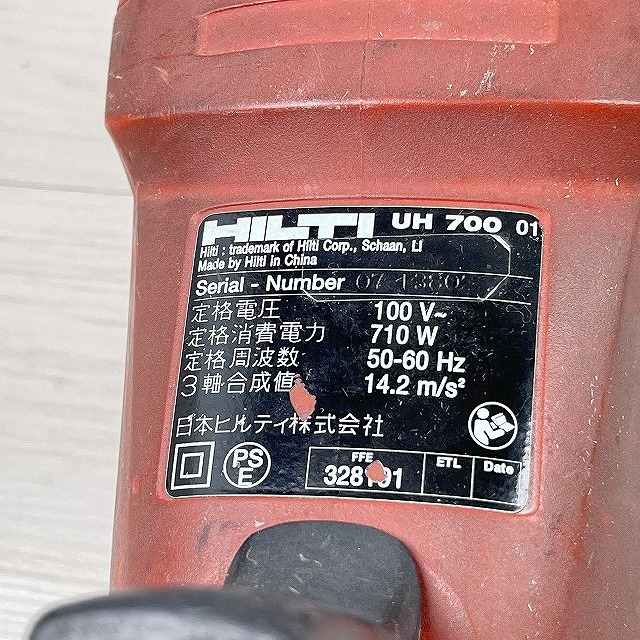 HILTI UH 700 01
Hilti : trademark of Hilti Corp., Schaan, LI
Made by Hilti in China
Serial - Number
定格電圧 100 V~
定格消費電力 710 W
定格周波数 50-60 Hz
3軸合成値 14.2 m/s²
日本ヒルティ株式会社
PS
E
FFE ETL Date